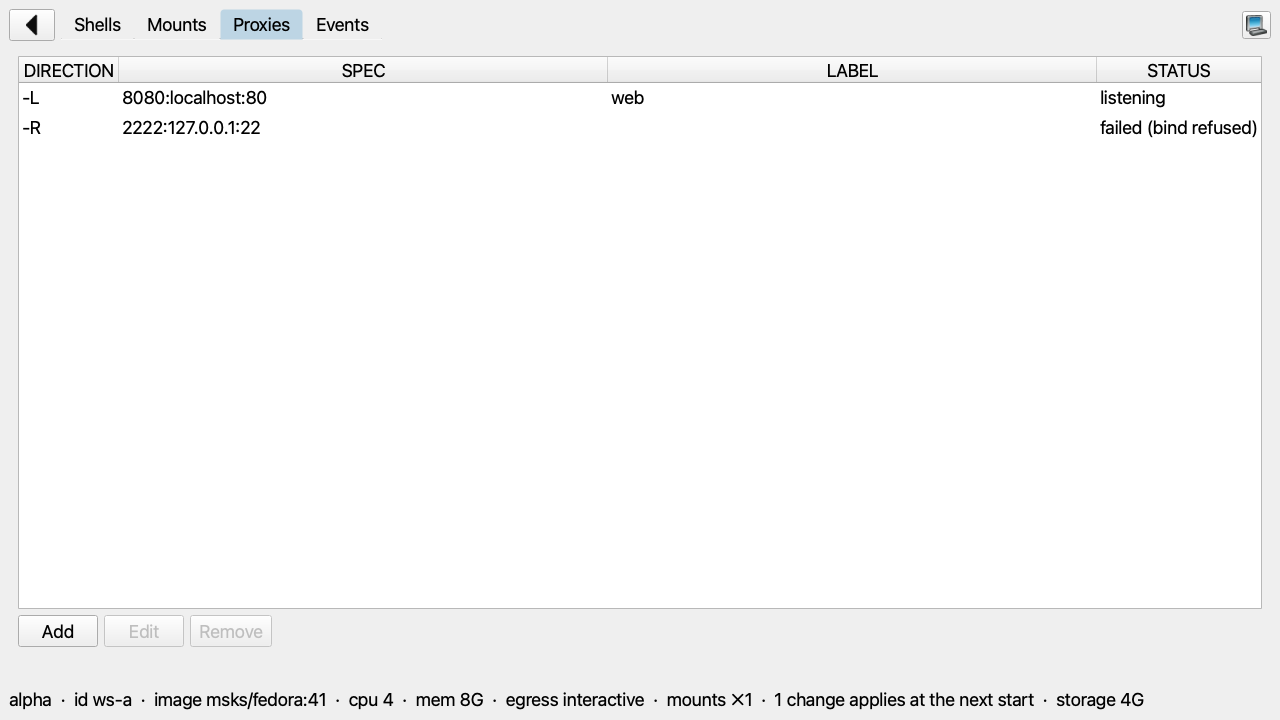 Shells Mounts Proxies Events
DIRECTION SPEC LABEL STATUS
-L 8080:localhost:80 web listening
-R 2222:127.0.0.1:22 failed (bind refused)
Add Edit Remove
alpha · id ws-a · image msks/fedora:41 · cpu 4 · mem 8G · egress interactive · mounts ×1 · 1 change applies at the next start · storage 4G